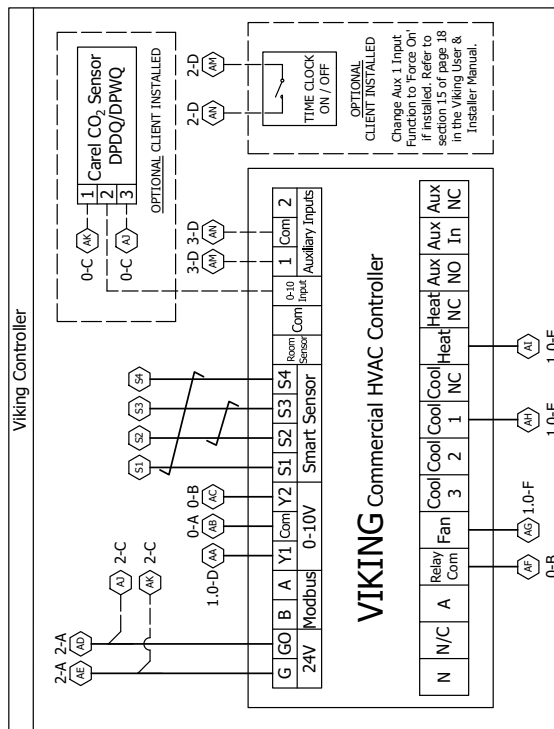 Viking Controller
Carel CO₂ Sensor
DPDQ/DPWQ
1
2
3
OPTIONAL CLIENT INSTALLED
0-C
AK
0-C
AJ
2-D
AM
2-D
AN
TIME CLOCK
ON / OFF
OPTIONAL
CLIENT INSTALLED
Change Aux 1 Input
Function to 'Force On'
if installed. Refer to
section 15 of page 18
in the Viking User &
Installer Manual.
2-A
AE
2-A
AD
AJ
2-C
AK
2-C
1.0-D
AA
0-A
AB
0-B
AC
S1
S2
S3
S4
3-D
AM
3-D
AN
G
GO
B
A
Y1
Com
Y2
S1
S2
S3
S4
Room
Sensor
Com
0-10
Input
1
Com
2
24V
Modbus
0-10V
Smart Sensor
Auxiliary Inputs
VIKING Commercial HVAC Controller
N
N/C
A
Relay
Com
Fan
Cool
3
Cool
2
Cool
1
Cool
NC
Heat
Heat
NC
Aux
NO
Aux
In
Aux
NC
AF
0-B
AG
1.0-F
AH
1.0-F
AI
1.0-F